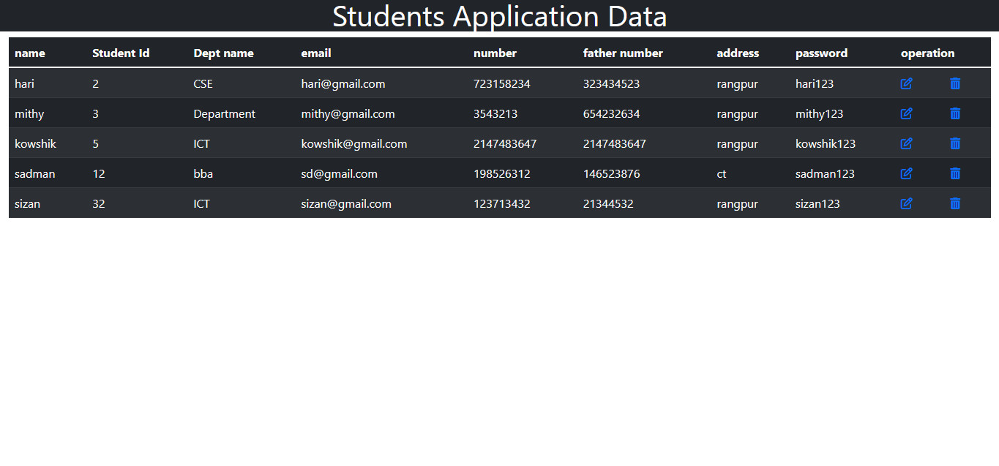 Students Application Data
name Student Id Dept name email number father number address password operation
hari 2 CSE hari@gmail.com 723158234 323434523 rangpur hari123
mithy 3 Department mithy@gmail.com 3543213 654232634 rangpur mithy123
kowshik 5 ICT kowshik@gmail.com 2147483647 2147483647 rangpur kowshik123
sadman 12 bba sd@gmail.com 198526312 146523876 ct sadman123
sizan 32 ICT sizan@gmail.com 123713432 21344532 rangpur sizan123